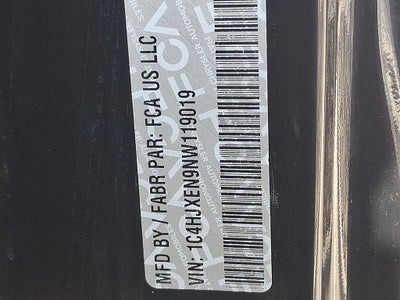 MFD BY / FABR PAR: FCA US LLC
VIN: 1C4HJXEN9NW119019